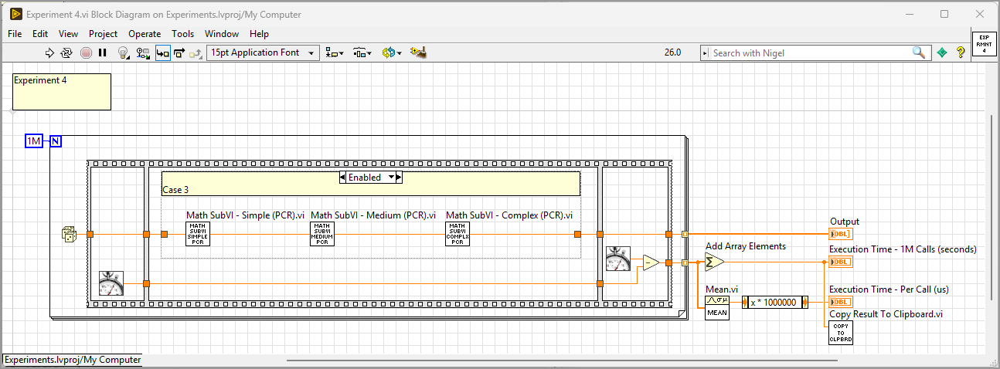 Experiment 4.vi Block Diagram on Experiments.lvproj/My Computer
File Edit View Project Operate Tools Window Help
EXP
RMNT
4
15pt Application Font
26.0
Search with Nigel
Experiment 4
1M
N
Enabled
Case 3
Math SubVI - Simple (PCR).vi
MATH
SUBVI
SIMPLE
PCR
Math SubVI - Medium (PCR).vi
MATH
SUBVI
MEDIUM
PCR
Math SubVI - Complex (PCR).vi
MATH
SUBVI
COMPLX
PCR
Output
DBL
Add Array Elements
Σ
Execution Time - 1M Calls (seconds)
DBL
Mean.vi
σμ
MEAN
x * 1000000
Execution Time - Per Call (us)
DBL
Copy Result To Clipboard.vi
COPY
TO
CLPBRD
Experiments.lvproj/My Computer